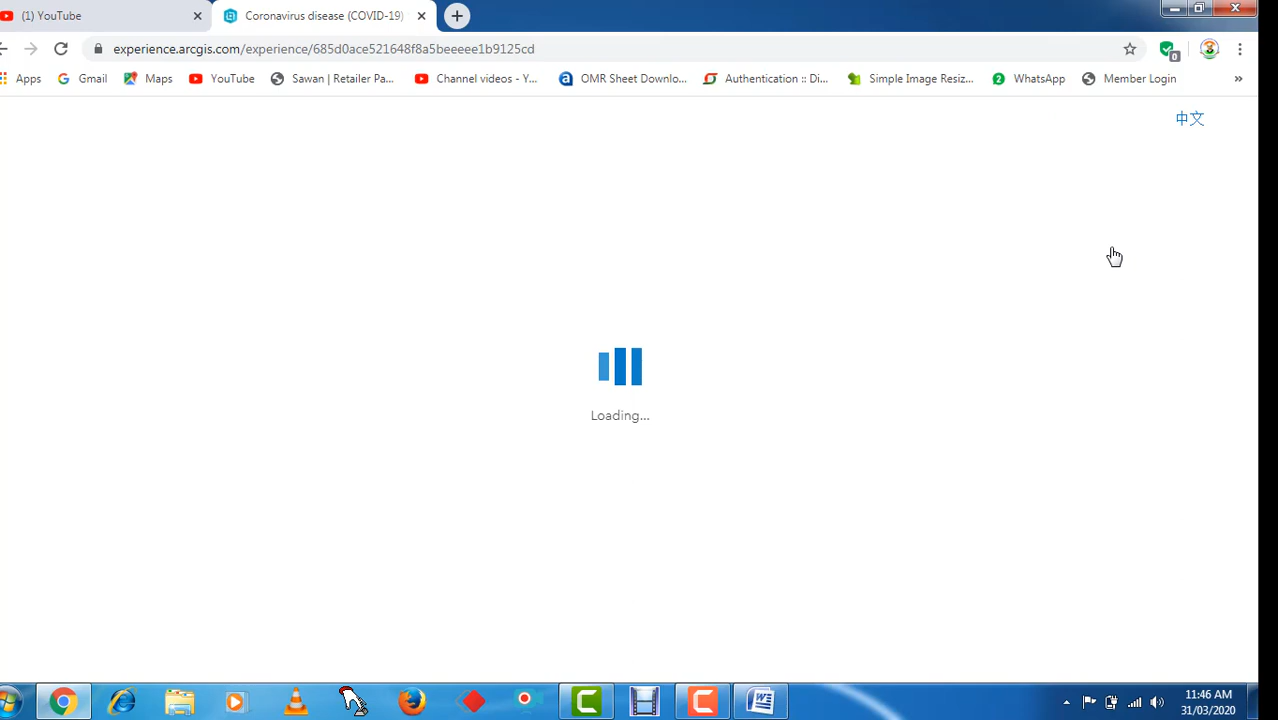 (1) YouTube
Coronavirus disease (COVID-19)
experience.arcgis.com/experience/685d0ace521648f8a5beeeee1b9125cd
0
Apps
Gmail
Maps
YouTube
Sawan | Retailer Pa...
Channel videos - Y...
OMR Sheet Downlo...
Authentication :: Di...
Simple Image Resiz...
2
WhatsApp
Member Login
»
中文
Loading...
11:46 AM
31/03/2020